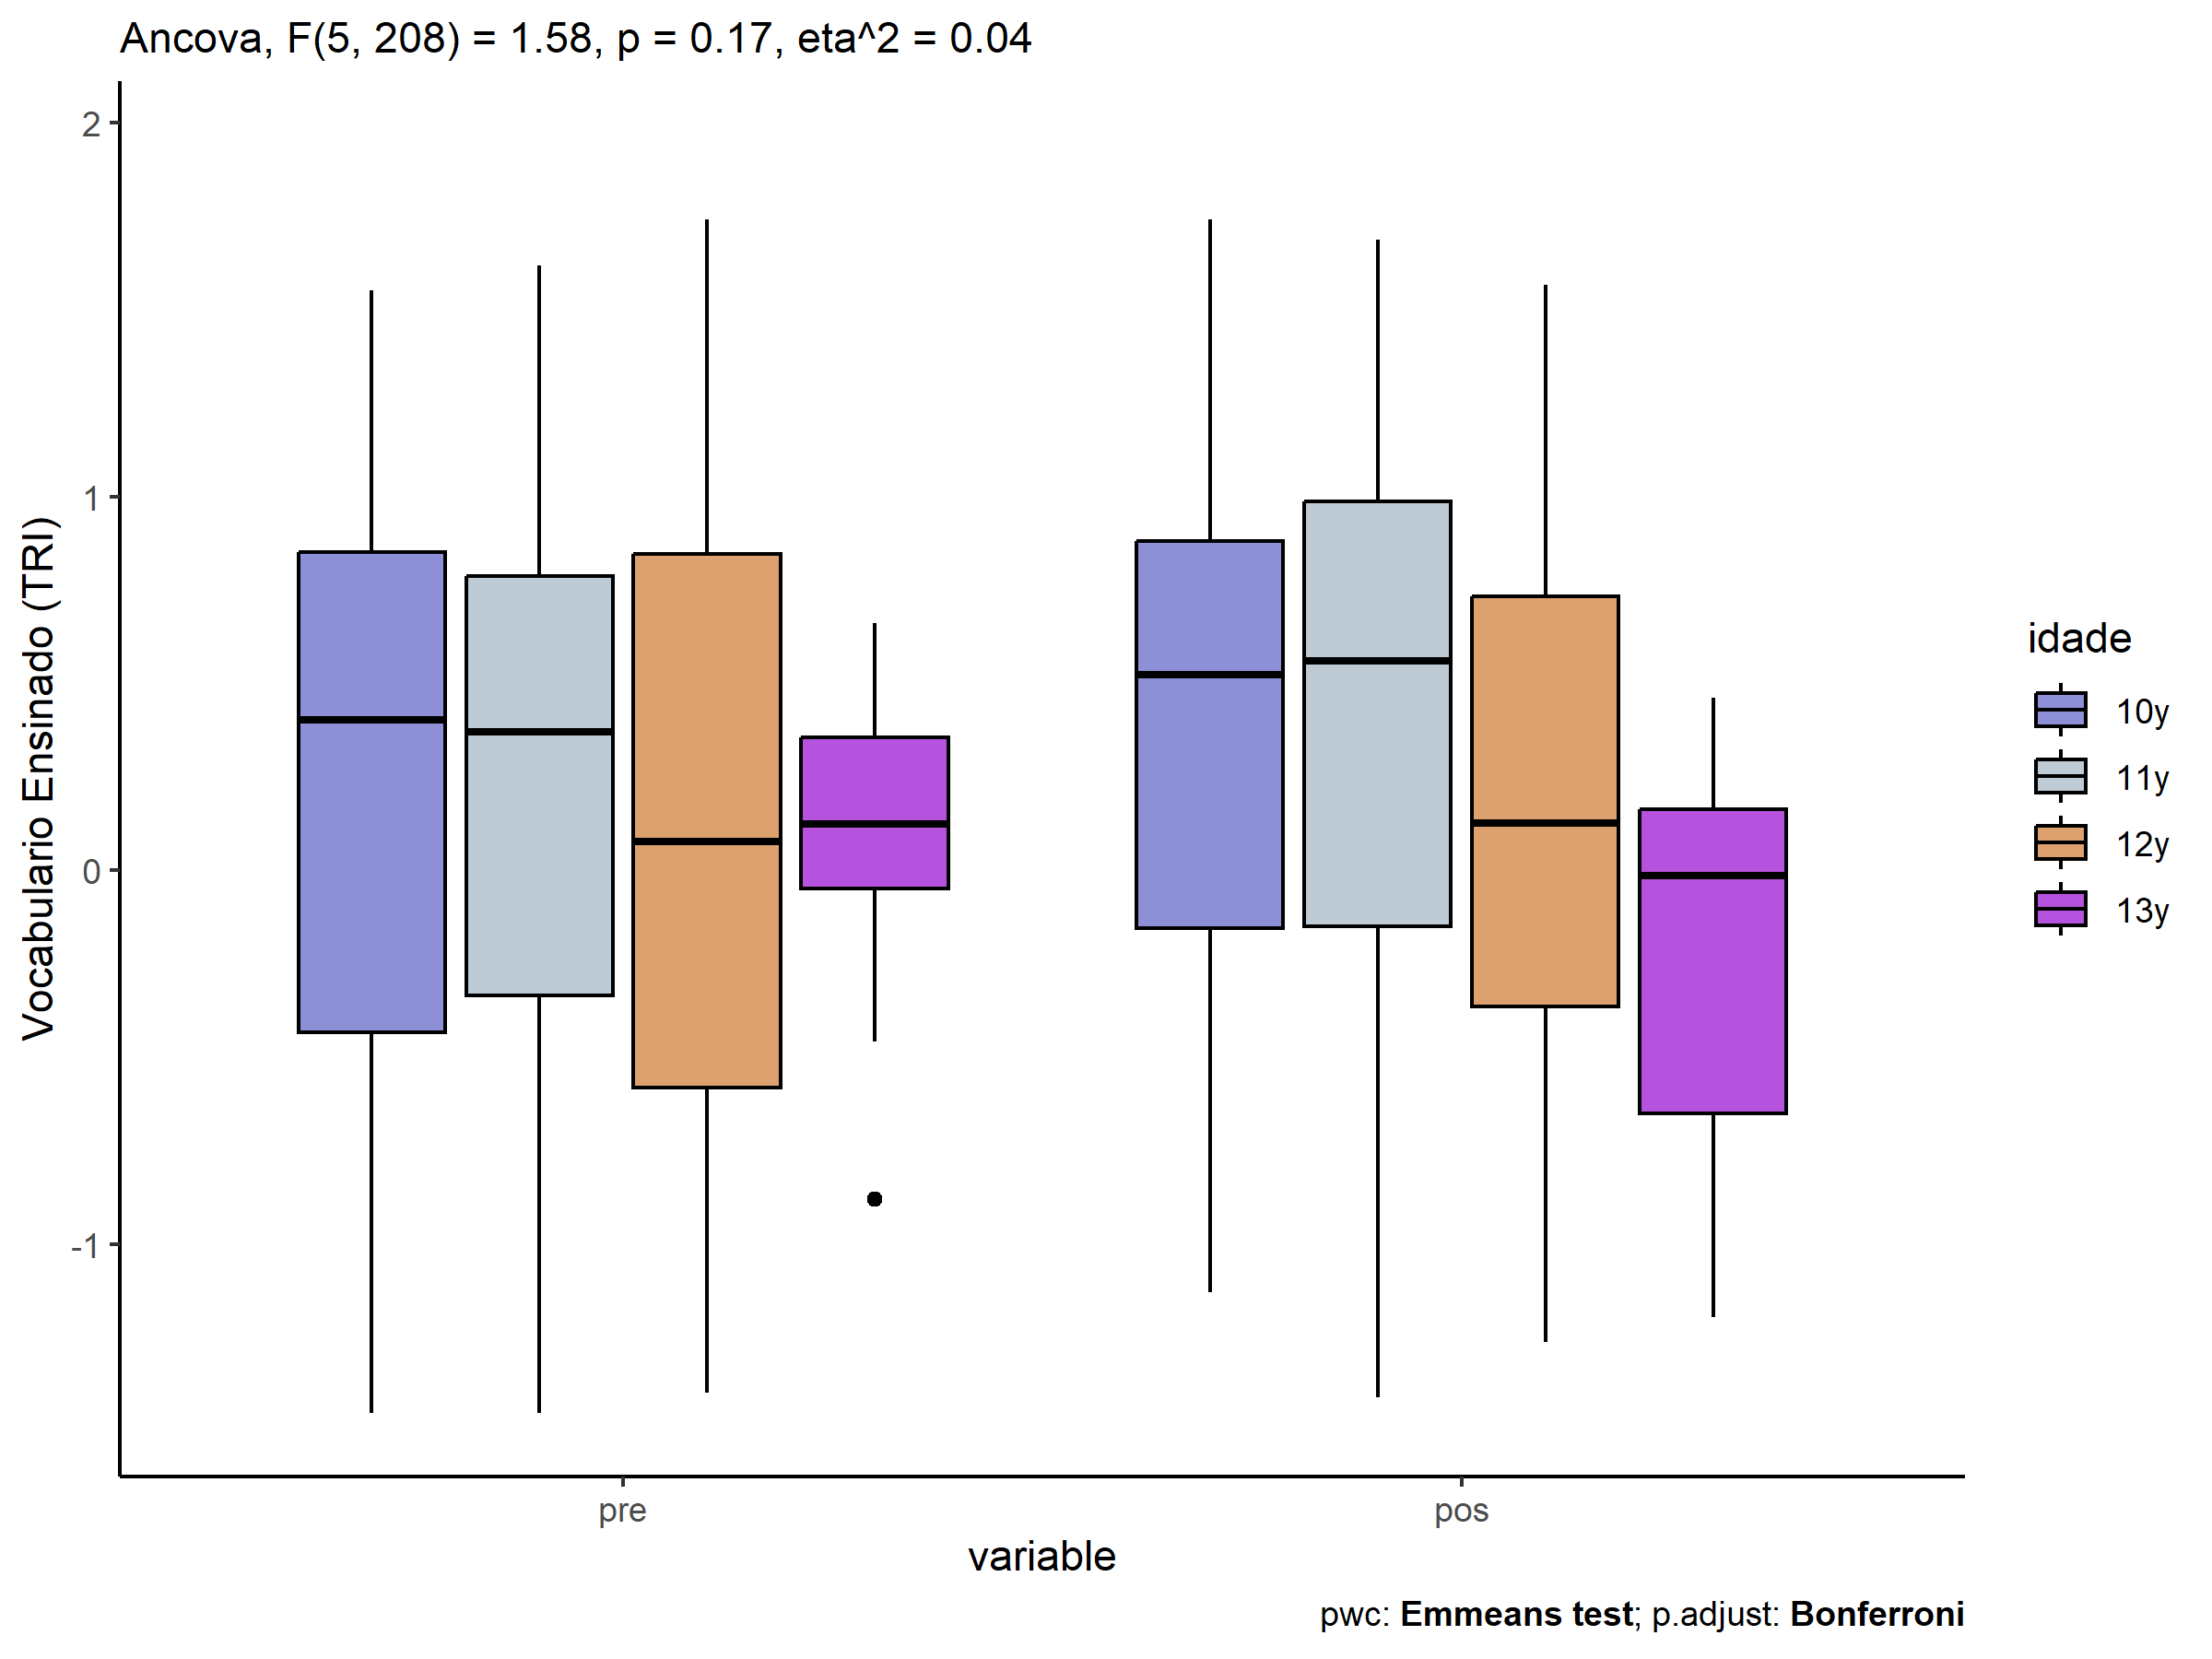 Ancova, F(5, 208) = 1.58, p = 0.17, eta^2 = 0.04
Vocabulario Ensinado (TRI)
2
1
0
-1
pre
pos
variable
idade
10y
11y
12y
13y
pwc: Emmeans test; p.adjust: Bonferroni